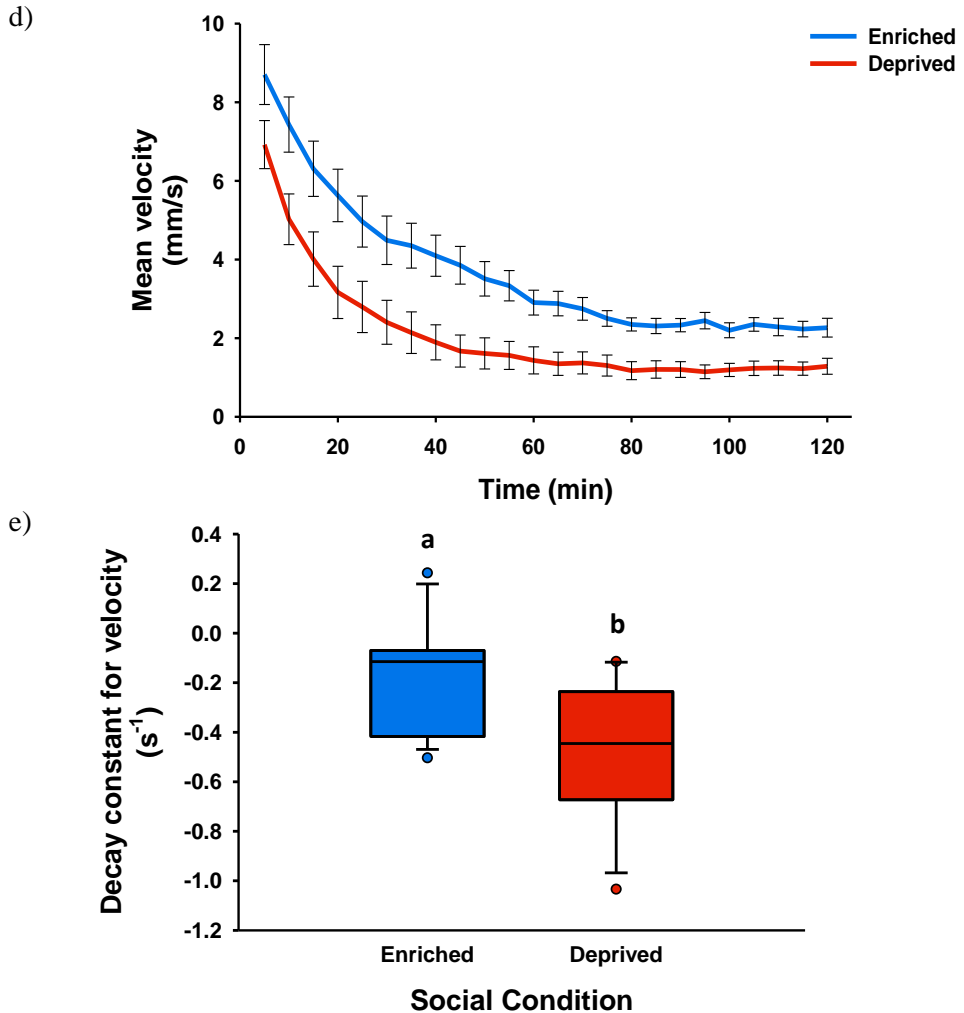 d)
Enriched
Deprived
Mean velocity
(mm/s)
10
8
6
4
2
0
0 20 40 60 80 100 120
Time (min)
e)
Decay constant for velocity
(s⁻¹)
0.4
0.2
0.0
-0.2
-0.4
-0.6
-0.8
-1.0
-1.2
a
b
Enriched Deprived
Social Condition